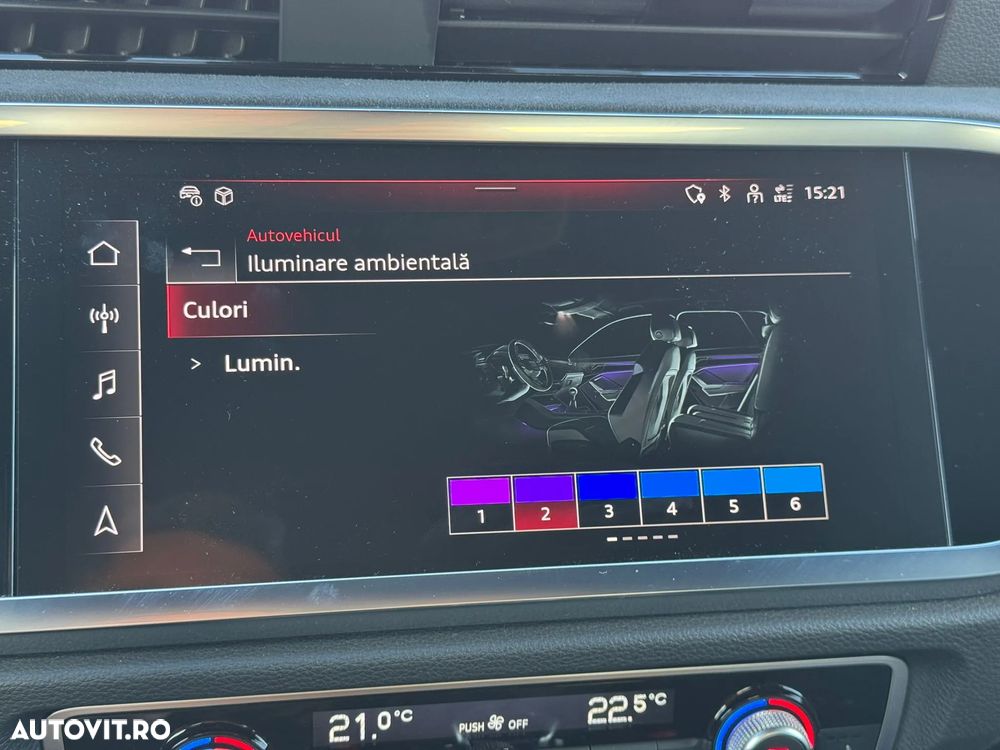 LTE
15:21
Autovehicul
Iluminare ambientală
Culori
> Lumin.
1 2 3 4 5 6
21.0°C PUSH OFF 22.5°C
AUTOVIT.RO